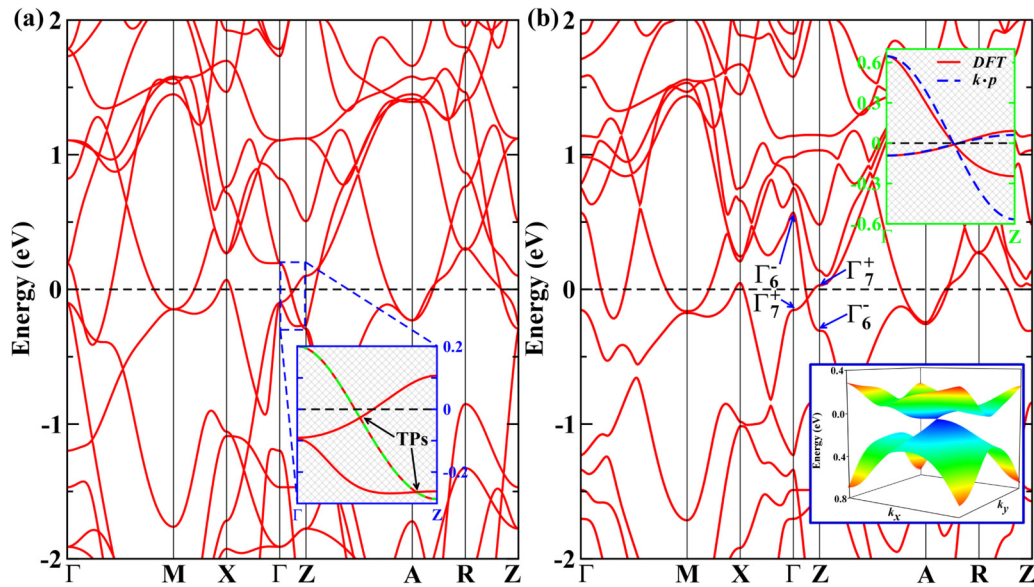 (a)
2
1
0
-1
-2
Energy (eV)
Γ M X Γ Z A R Z
0.2
0
-0.2
TPs
Γ Z
(b)
2
1
0
-1
-2
Energy (eV)
Γ M X Γ Z A R Z
0.6
0.3
0
-0.3
-0.6
DFT
k·p
Γ Z
Γ6-
Γ7+
Γ7+
Γ6-
0.4
0.0
0.8
Energy (eV)
kx
ky